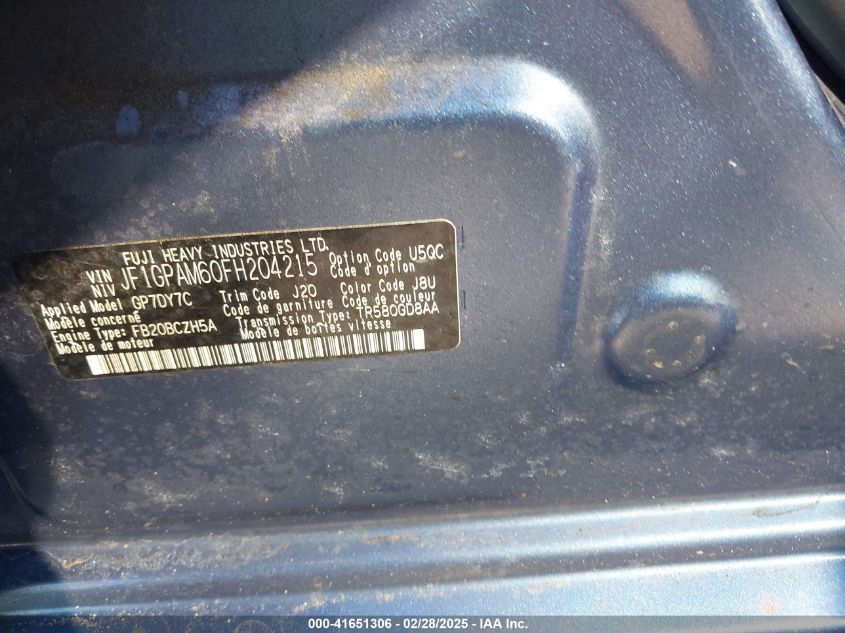 FUJI HEAVY INDUSTRIES LTD.
VIN
NIV JF1GPAM60FH204215 Option Code U5QC
Code d'option
Applied Model GP7DY7C Trim Code J20 Color Code J8U
Modele concerné Code de garniture Code de couleur
Engine Type: FB20BCZH5A Transmission Type: TR580GD8AA
Modele de moteur Modele de boîtes vitesse
000-41651306 - 02/28/2025 - IAA Inc.